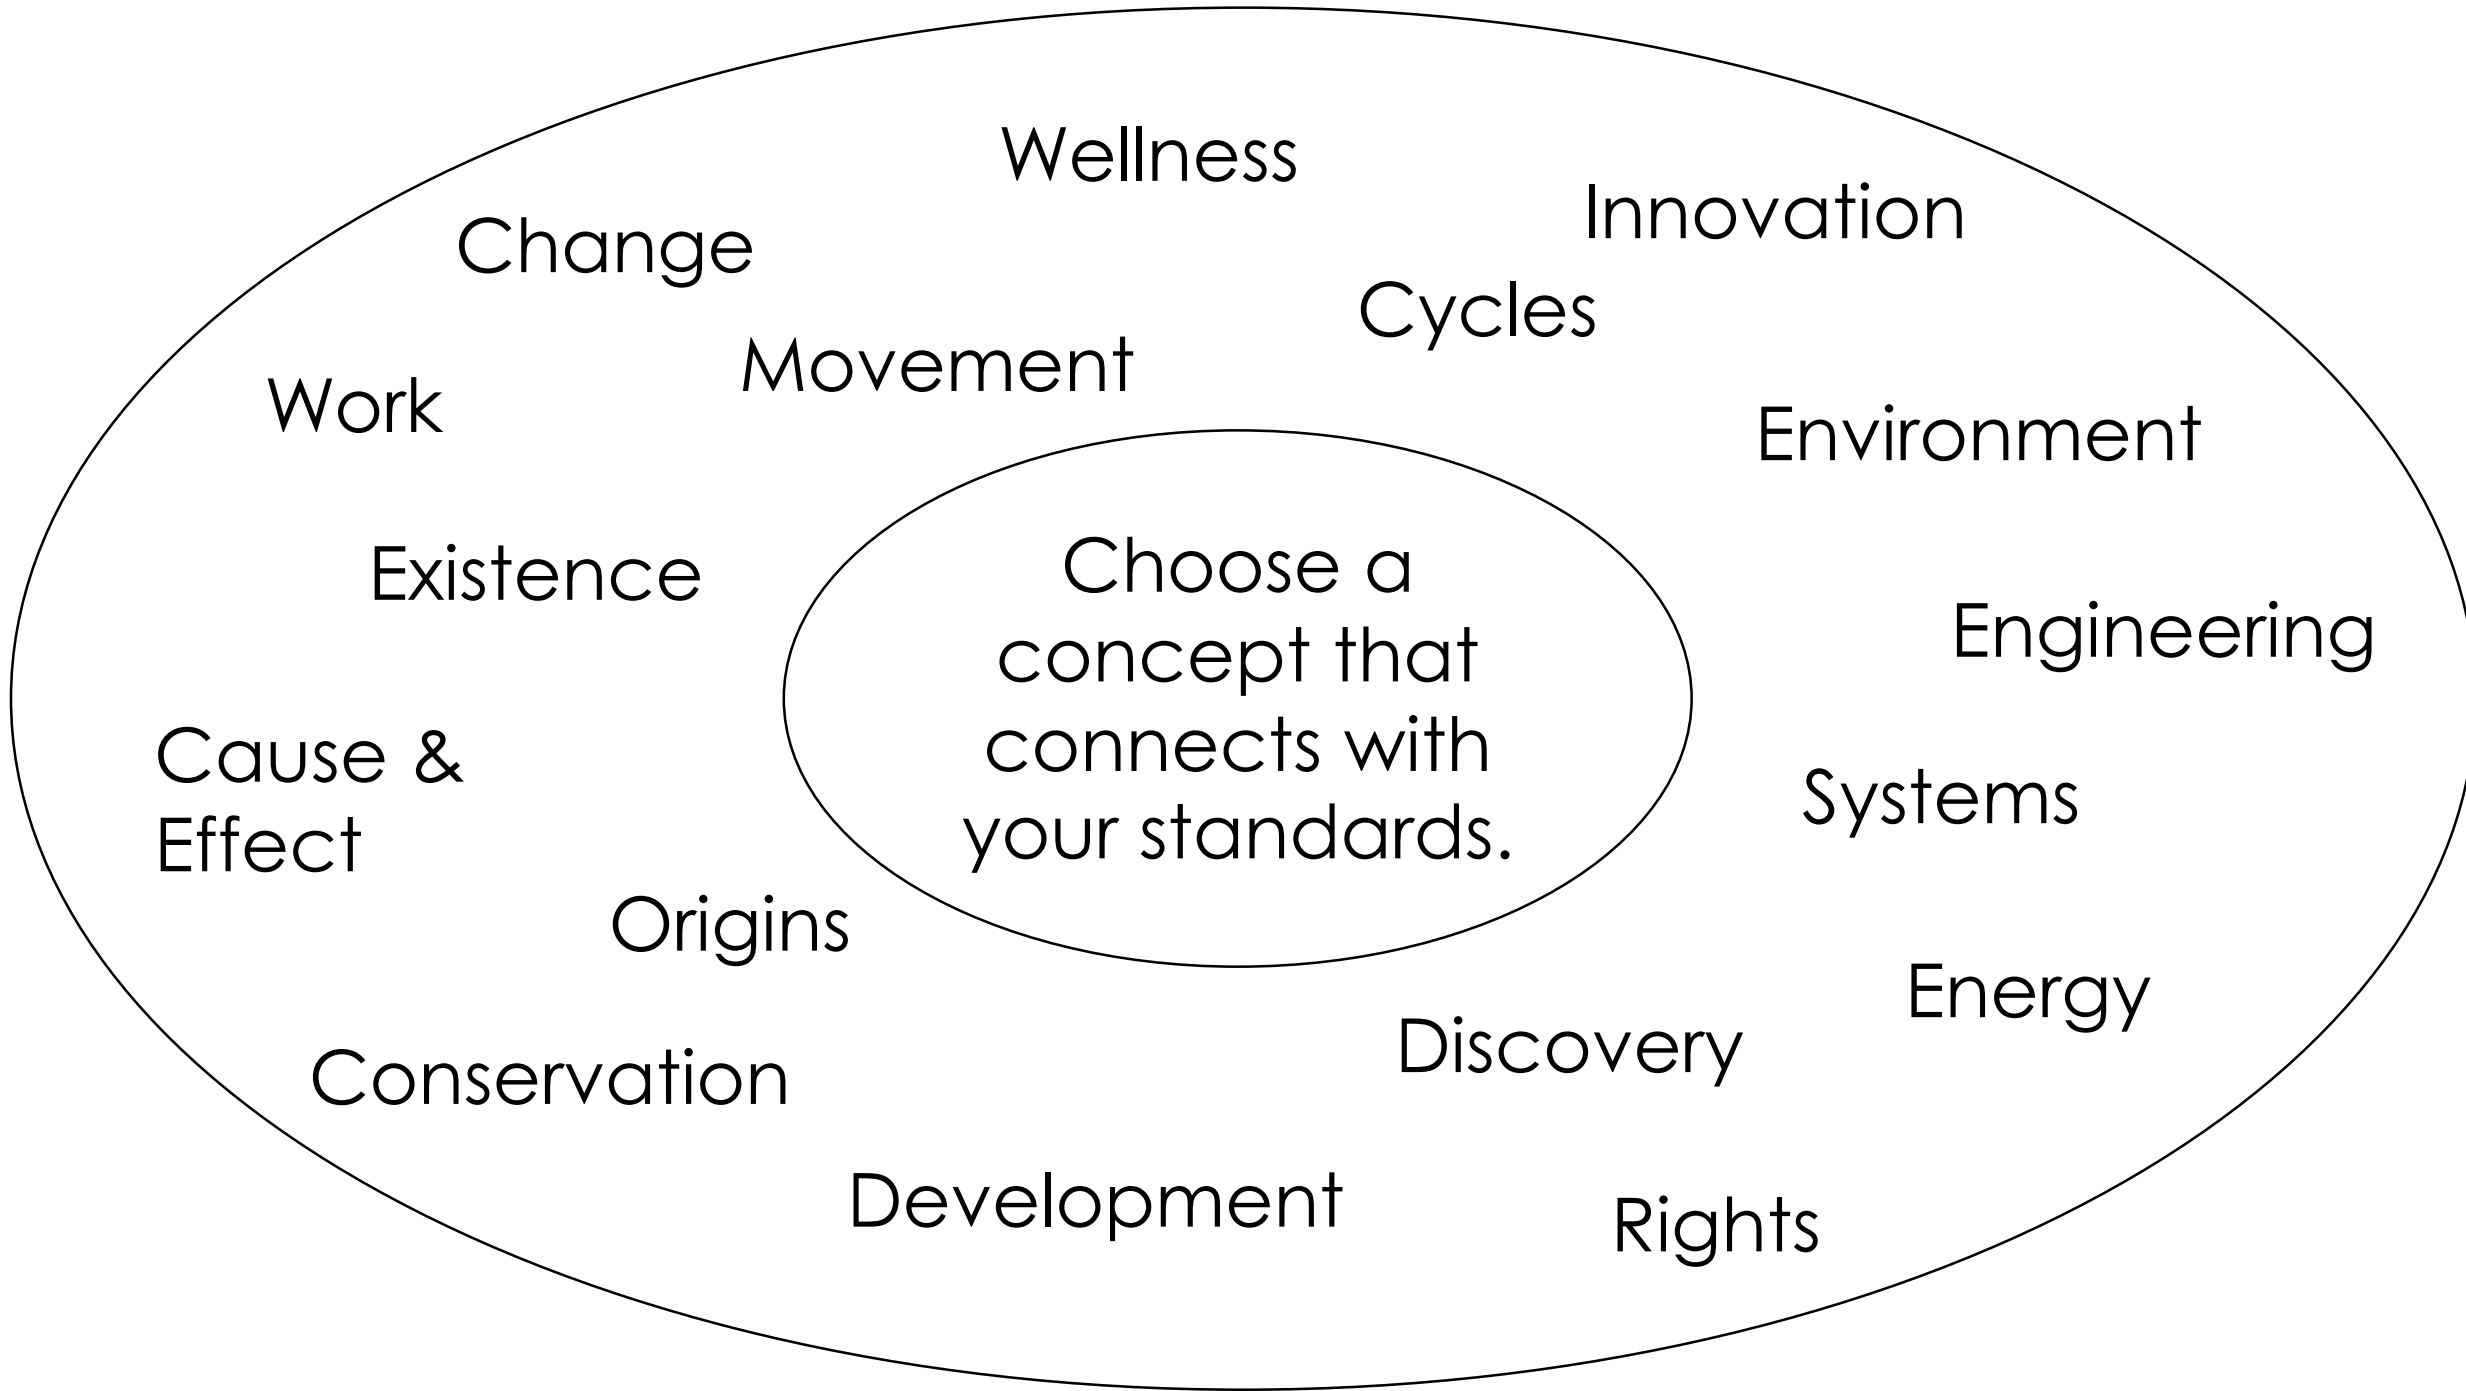 Wellness
Innovation
Change
Cycles
Movement
Work
Environment
Existence
Choose a
concept that
connects with
your standards.
Engineering
Cause &
Effect
Systems
Origins
Energy
Discovery
Conservation
Development
Rights